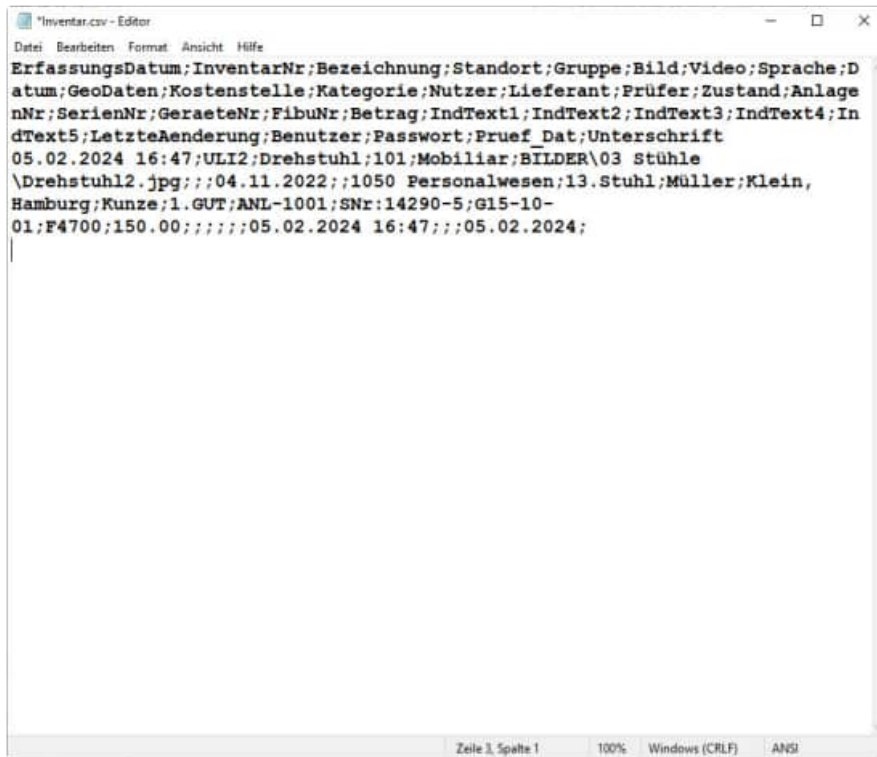 *Inventar.csv - Editor
Datei Bearbeiten Format Ansicht Hilfe
ErfassungsDatum;InventarNr;Bezeichnung;Standort;Gruppe;Bild;Video;Sprache;D
atum;GeoDaten;Kostenstelle;Kategorie;Nutzer;Lieferant;Prüfer;Zustand;Anlage
nNr;SerienNr;GeraeteNr;FibuNr;Betrag;IndText1;IndText2;IndText3;IndText4;In
dText5;LetzteAenderung;Benutzer;Passwort;Pruef_Dat;Unterschrift
05.02.2024 16:47;ULI2;Drehstuhl;101;Mobiliar;BILDER\03 Stühle
\Drehstuhl2.jpg;;;04.11.2022;;1050 Personalwesen;13.Stuhl;Müller;Klein,
Hamburg;Kunze;1.GUT;ANL-1001;SNr:14290-5;G15-10-
01;F4700;150.00;;;;;;05.02.2024 16:47;;;05.02.2024;
Zeile 3, Spalte 1 100% Windows (CRLF) ANSI